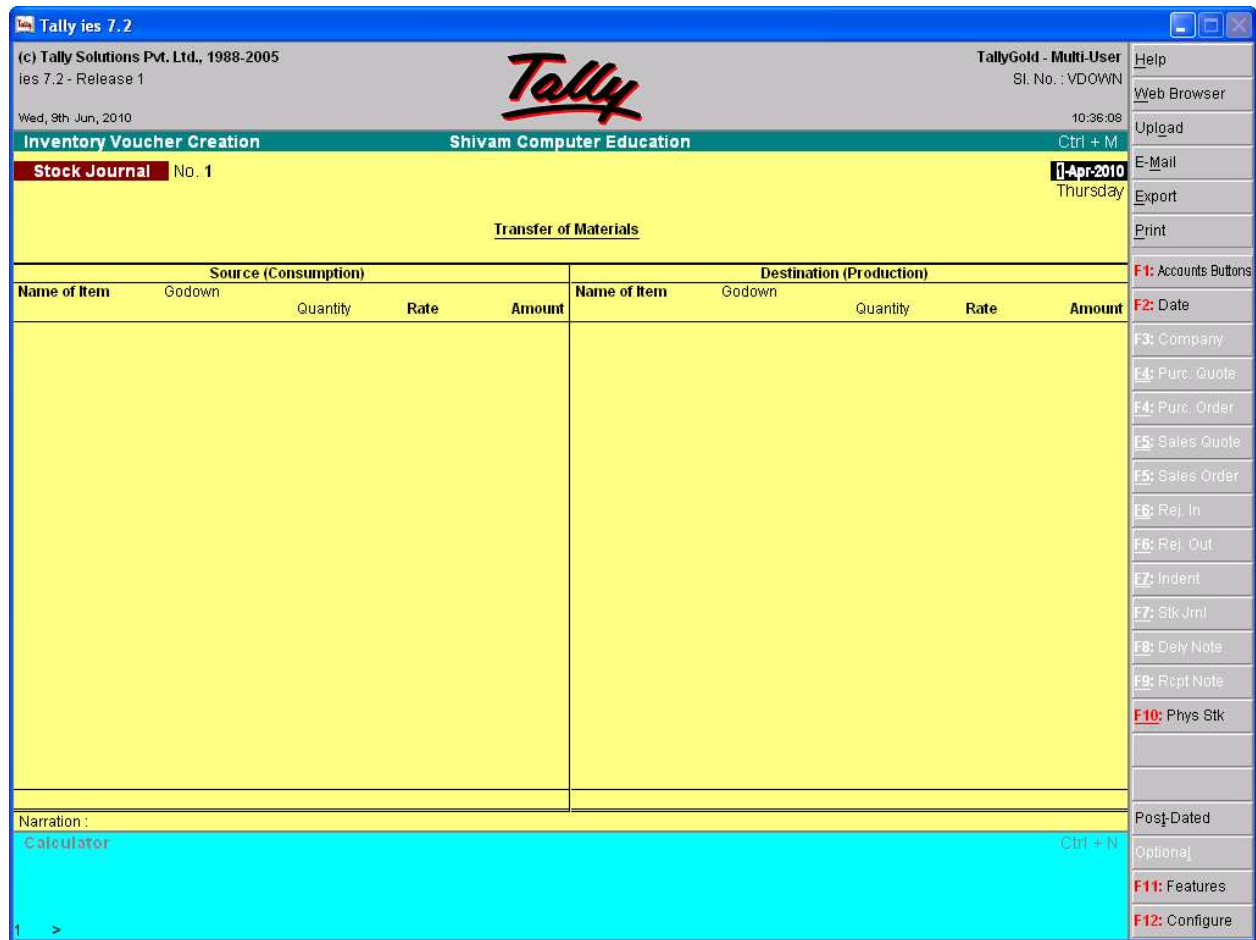 Tally ies 7.2
(c) Tally Solutions Pvt. Ltd., 1988-2005
ies 7.2 - Release 1
Wed, 9th Jun, 2010
Tally
TallyGold - Multi-User
Sl. No. : VDOWN
10:36:08
Inventory Voucher Creation Shivam Computer Education Ctrl + M
Stock Journal No. 1 1-Apr-2010
Thursday
Transfer of Materials
Source (Consumption) Destination (Production)
Name of Item Godown Name of Item Godown
Quantity Rate Amount Quantity Rate Amount
Narration :
Calculator Ctrl + N
1 >
Help
Web Browser
Upload
E-Mail
Export
Print
F1: Accounts Buttons
F2: Date
F3: Company
F4: Purc. Quote
F4: Purc. Order
F5: Sales Quote
F5: Sales Order
F6: Rej. In
F6: Rej. Out
F7: Indent
F7: Stk Jrnl
F8: Dely Note
F9: Rcpt Note
F10: Phys Stk
Post-Dated
Optional
F11: Features
F12: Configure